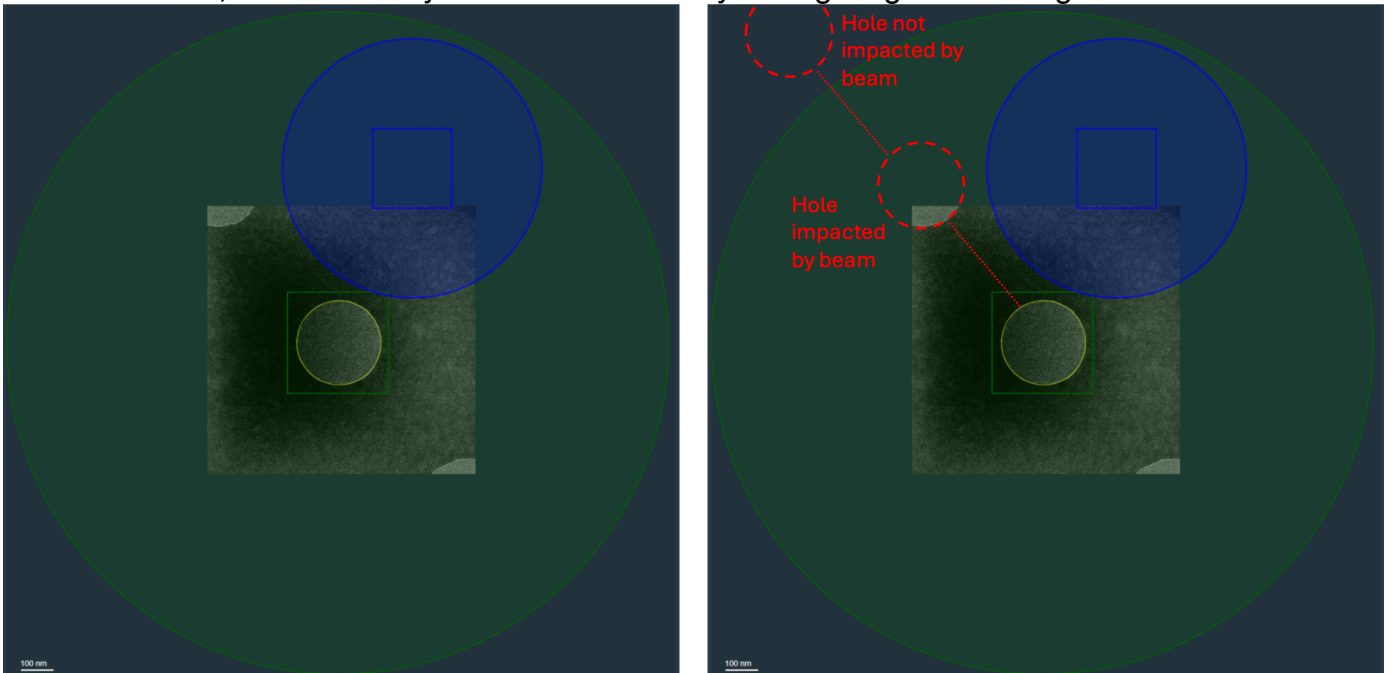 Hole not
impacted by
beam
Hole
impacted
by beam
100 nm
100 nm